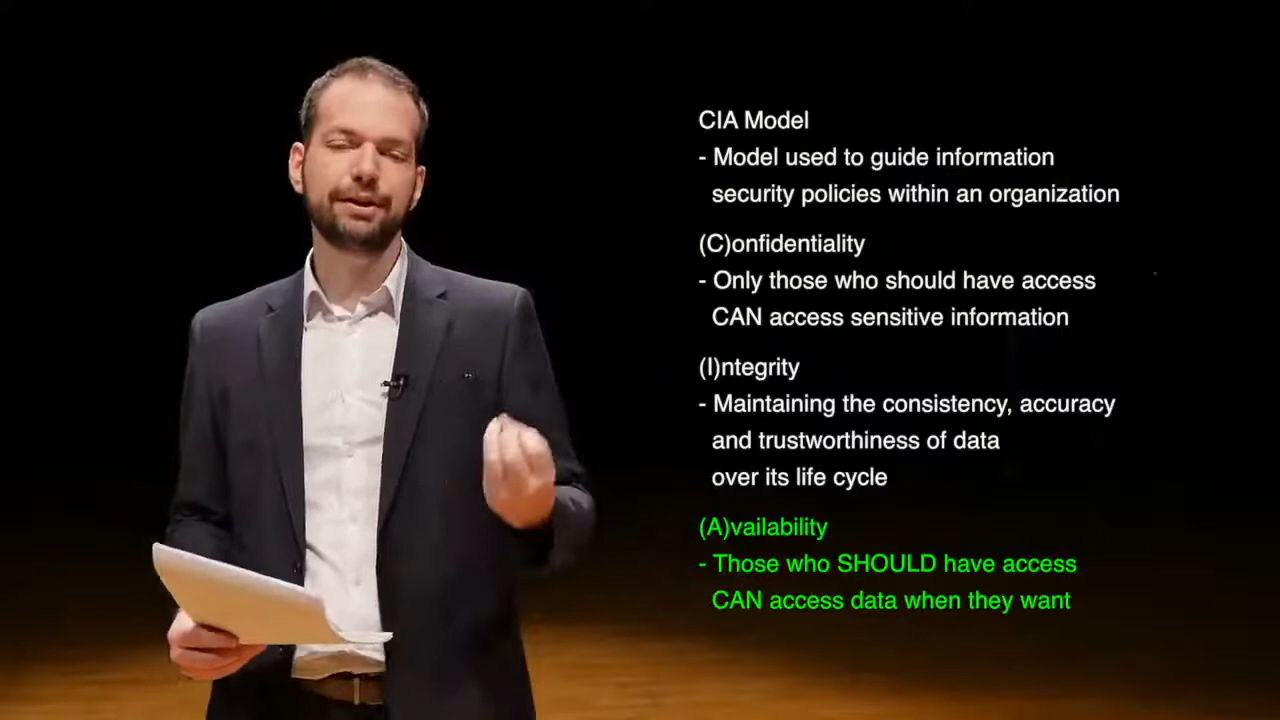 CIA Model
- Model used to guide information
security policies within an organization
(C)onfidentiality
- Only those who should have access
CAN access sensitive information
(I)ntegrity
- Maintaining the consistency, accuracy
and trustworthiness of data
over its life cycle
(A)vailability
- Those who SHOULD have access
CAN access data when they want